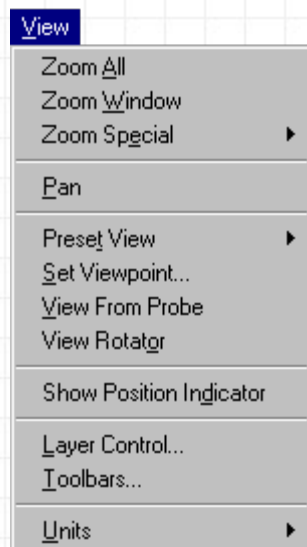 View
Zoom All
Zoom Window
Zoom Special
Pan
Preset View
Set Viewpoint...
View From Probe
View Rotator
Show Position Indicator
Layer Control...
Toolbars...
Units